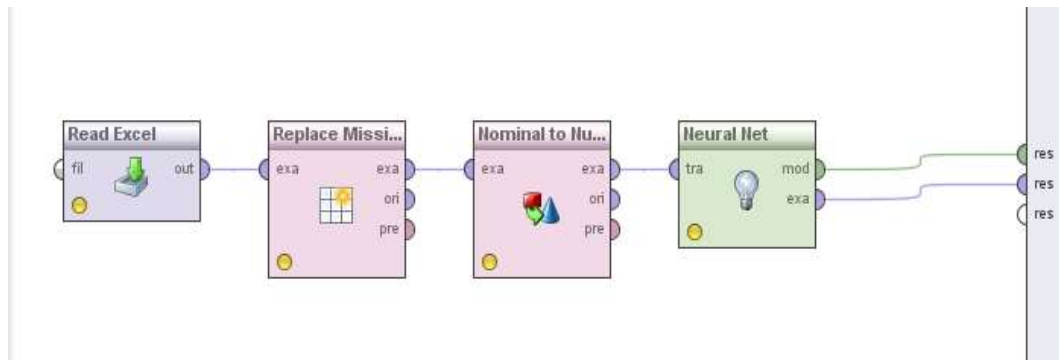 Read Excel
fil
out
Replace Missi...
exa
exa
ori
pre
Nominal to Nu...
exa
exa
ori
pre
Neural Net
tra
mod
exa
res
res
res